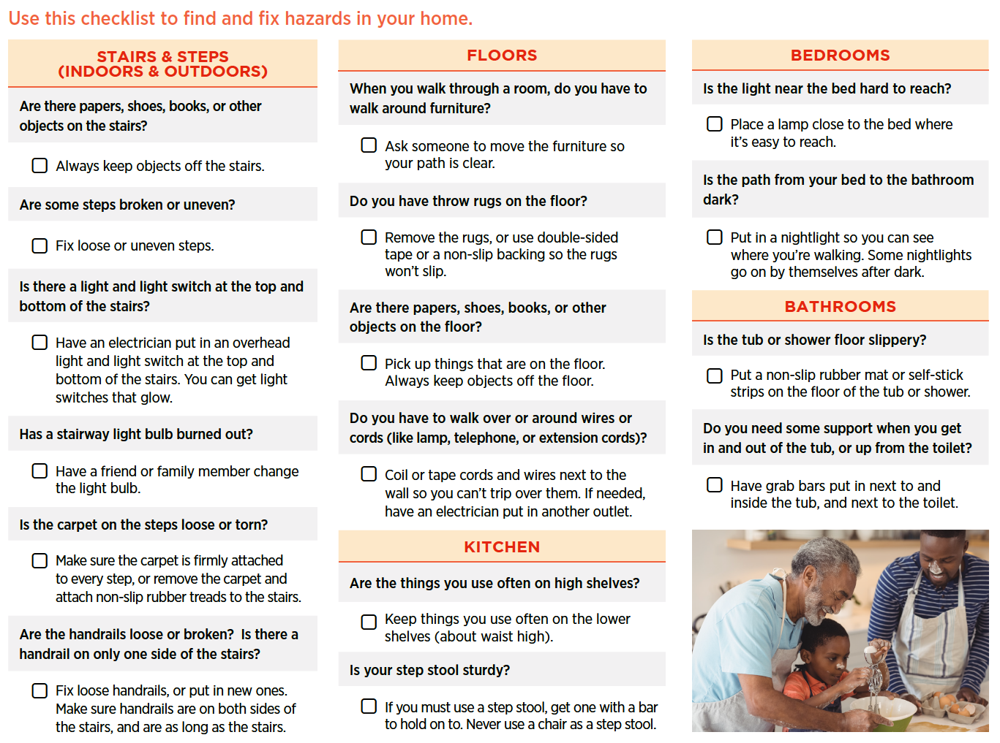 Use this checklist to find and fix hazards in your home.
STAIRS & STEPS
(INDOORS & OUTDOORS)
Are there papers, shoes, books, or other
objects on the stairs?
Always keep objects off the stairs.
Are some steps broken or uneven?
Fix loose or uneven steps.
Is there a light and light switch at the top and
bottom of the stairs?
Have an electrician put in an overhead
light and light switch at the top and
bottom of the stairs. You can get light
switches that glow.
Has a stairway light bulb burned out?
Have a friend or family member change
the light bulb.
Is the carpet on the steps loose or torn?
Make sure the carpet is firmly attached
to every step, or remove the carpet and
attach non-slip rubber treads to the stairs.
Are the handrails loose or broken?  Is there a
handrail on only one side of the stairs?
Fix loose handrails, or put in new ones.
Make sure handrails are on both sides of
the stairs, and are as long as the stairs.
FLOORS
When you walk through a room, do you have to
walk around furniture?
Ask someone to move the furniture so
your path is clear.
Do you have throw rugs on the floor?
Remove the rugs, or use double-sided
tape or a non-slip backing so the rugs
won't slip.
Are there papers, shoes, books, or other
objects on the floor?
Pick up things that are on the floor.
Always keep objects off the floor.
Do you have to walk over or around wires or
cords (like lamp, telephone, or extension cords)?
Coil or tape cords and wires next to the
wall so you can't trip over them. If needed,
have an electrician put in another outlet.
KITCHEN
Are the things you use often on high shelves?
Keep things you use often on the lower
shelves (about waist high).
Is your step stool sturdy?
If you must use a step stool, get one with a bar
to hold on to. Never use a chair as a step stool.
BEDROOMS
Is the light near the bed hard to reach?
Place a lamp close to the bed where
it's easy to reach.
Is the path from your bed to the bathroom
dark?
Put in a nightlight so you can see
where you're walking. Some nightlights
go on by themselves after dark.
BATHROOMS
Is the tub or shower floor slippery?
Put a non-slip rubber mat or self-stick
strips on the floor of the tub or shower.
Do you need some support when you get
in and out of the tub, or up from the toilet?
Have grab bars put in next to and
inside the tub, and next to the toilet.